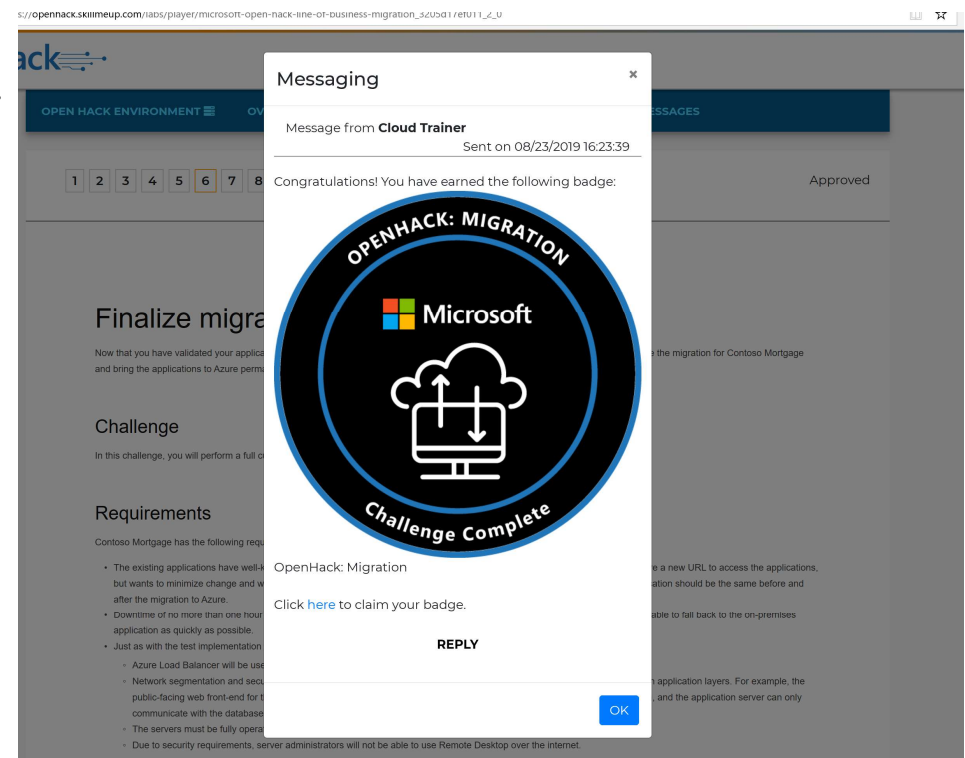 s://openhack.skillmeup.com/labs/player/microsoft-open-hack-line-of-business-migration_3205d17ef011_2_0
ack
OPEN HACK ENVIRONMENT OV
ESSAGES
1 2 3 4 5 6 7 8
Approved
Messaging ×
Message from Cloud Trainer
Sent on 08/23/2019 16:23:39
Congratulations! You have earned the following badge:
OPENHACK: MIGRATION
Microsoft
Challenge Complete
OpenHack: Migration
Click here to claim your badge.
REPLY
OK
Finalize migra
Now that you have validated your applica
e the migration for Contoso Mortgage
and bring the applications to Azure perma
Challenge
In this challenge, you will perform a full cu
Requirements
Contoso Mortgage has the following requ
• The existing applications have well-k
e a new URL to access the applications,
but wants to minimize change and w
ation should be the same before and
after the migration to Azure.
• Downtime of no more than one hour
able to fall back to the on-premises
application as quickly as possible.
• Just as with the test implementation
Azure Load Balancer will be use
Network segmentation and secu
n application layers. For example, the
public-facing web front-end for t
, and the application server can only
communicate with the database
The servers must be fully opera
Due to security requirements, server administrators will not be able to use Remote Desktop over the internet.